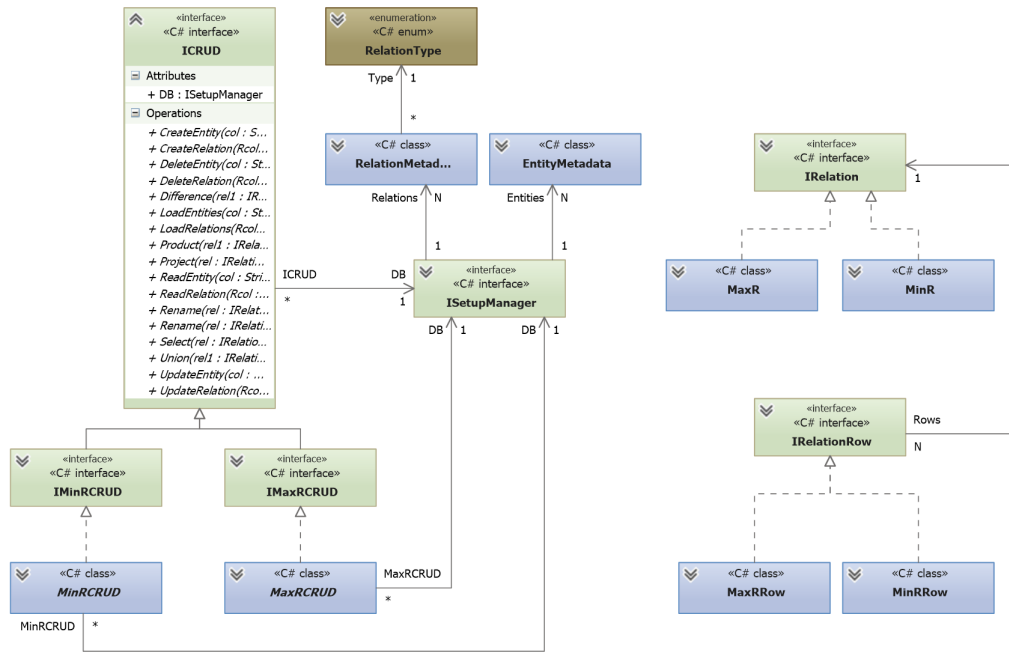 «interface»
«C# interface»
ICRUD
Attributes
+ DB : ISetupManager
Operations
+ CreateEntity(col : S...
+ CreateRelation(Rcol...
+ DeleteEntity(col : St...
+ DeleteRelation(Rcol...
+ Difference(rel1 : IR...
+ LoadEntities(col : St...
+ LoadRelations(Rcol...
+ Product(rel1 : IRela...
+ Project(rel : IRelati...
+ ReadEntity(col : Stri...
+ ReadRelation(Rcol :...
+ Rename(rel : IRelat...
+ Rename(rel : IRelati...
+ Select(rel : IRelatio...
+ Union(rel1 : IRelati...
+ UpdateEntity(col : ...
+ UpdateRelation(Rco...
«enumeration»
«C# enum»
RelationType
Type
1
*
«C# class»
RelationMetad...
«C# class»
EntityMetadata
Relations
N
Entities
N
1
1
ICRUD
DB
*
1
«interface»
«C# interface»
ISetupManager
DB
1
DB
1
«interface»
«C# interface»
IMinRCRUD
«interface»
«C# interface»
IMaxRCRUD
«C# class»
MinRCRUD
«C# class»
MaxRCRUD
MaxRCRUD
*
MinRCRUD
*
«interface»
«C# interface»
IRelation
1
«C# class»
MaxR
«C# class»
MinR
«interface»
«C# interface»
IRelationRow
Rows
N
«C# class»
MaxRRow
«C# class»
MinRRow